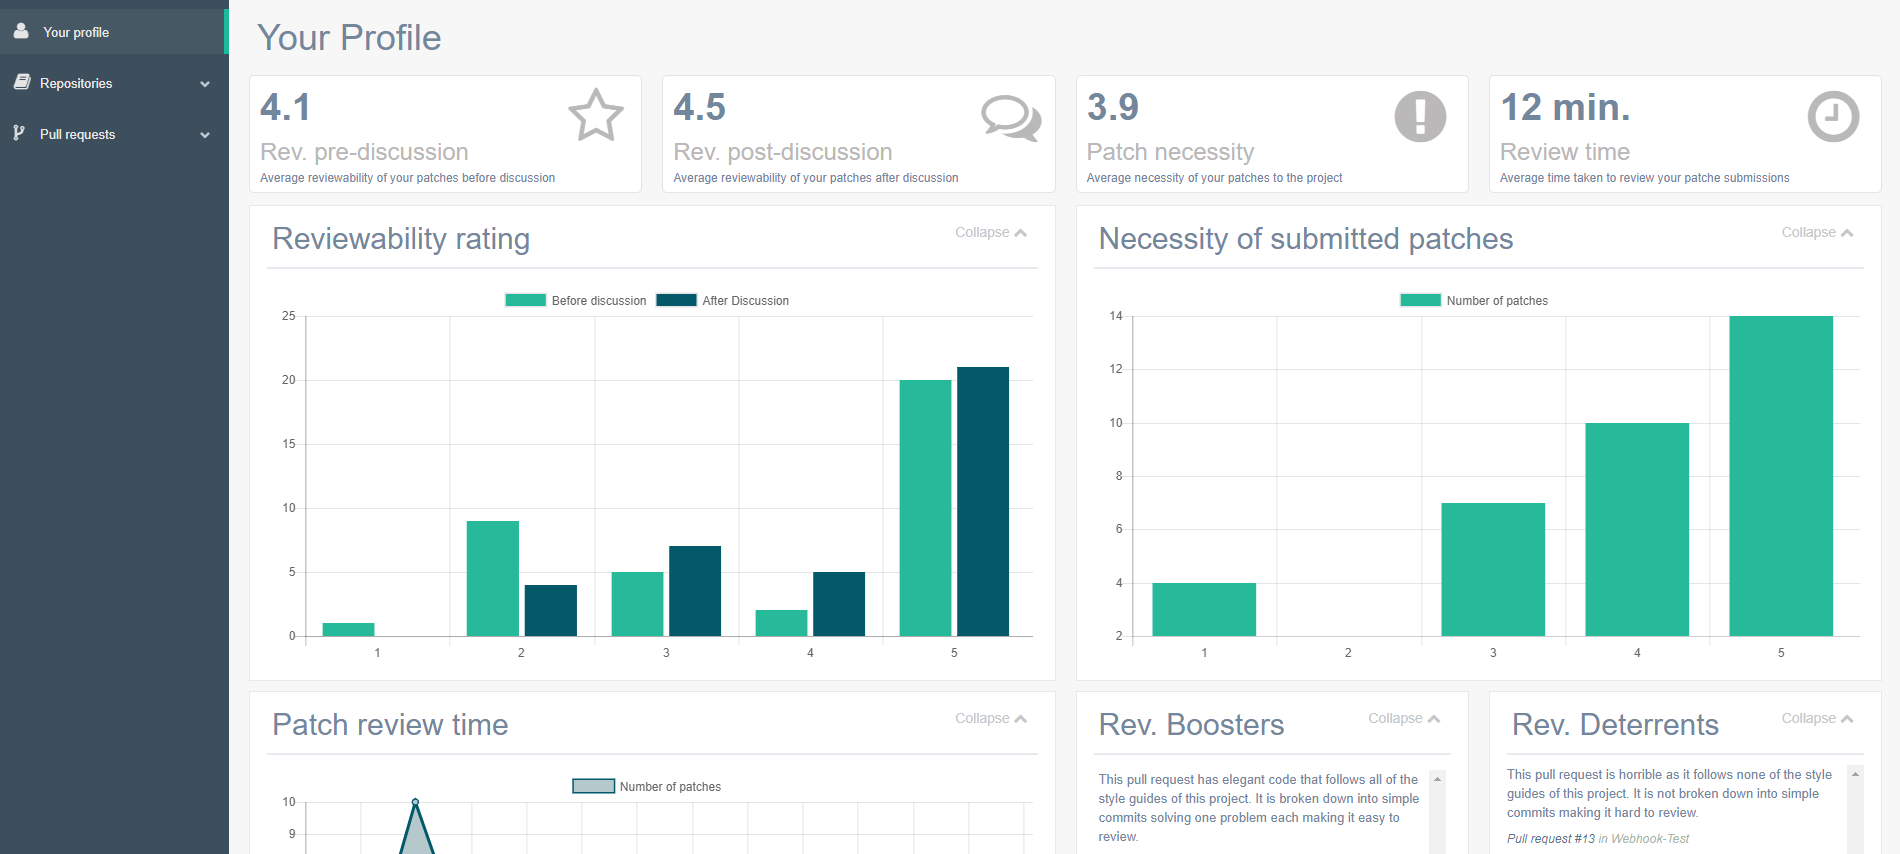 Your profile
Repositories
Pull requests
Your Profile
4.1
Rev. pre-discussion
Average reviewability of your patches before discussion
4.5
Rev. post-discussion
Average reviewability of your patches after discussion
3.9
Patch necessity
Average necessity of your patches to the project
12 min.
Review time
Average time taken to review your patche submissions
Reviewability rating
Collapse
Before discussion
After Discussion
25
20
15
10
5
0
1 2 3 4 5
Necessity of submitted patches
Collapse
Number of patches
14
12
10
8
6
4
2
1 2 3 4 5
Patch review time
Collapse
Number of patches
10
9
Rev. Boosters
Collapse
This pull request has elegant code that follows all of the
style guides of this project. It is broken down into simple
commits solving one problem each making it easy to
review.
Rev. Deterrents
Collapse
This pull request is horrible as it follows none of the style
guides of this project. It is not broken down into simple
commits making it hard to review.
Pull request #13 in Webhook-Test